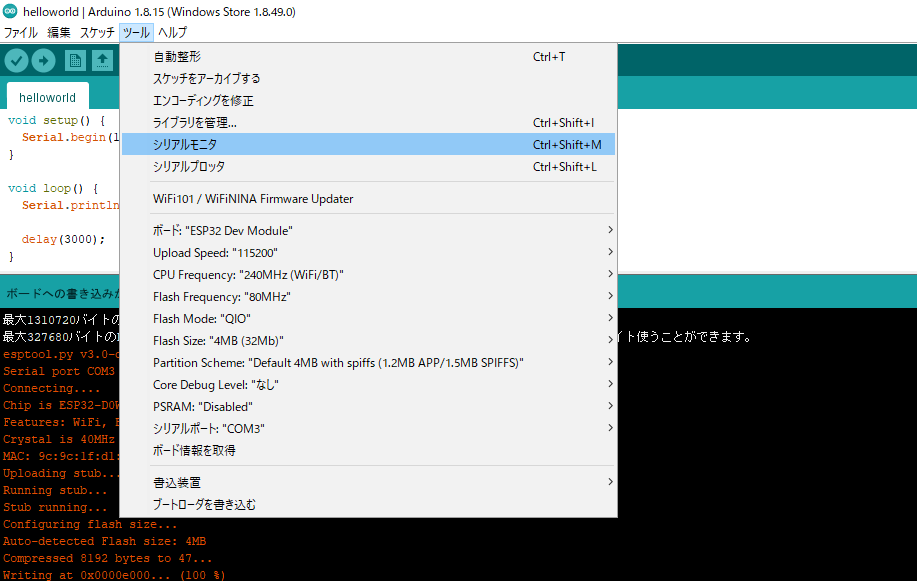 helloworld | Arduino 1.8.15 (Windows Store 1.8.49.0)
ファイル 編集 スケッチ ツール ヘルプ
helloworld
void setup() {
Serial.begin(1
}
void loop() {
Serial.println
delay(3000);
}
自動整形 Ctrl+T
スケッチをアーカイブする
エンコーディングを修正
ライブラリを管理... Ctrl+Shift+I
シリアルモニタ Ctrl+Shift+M
シリアルプロッタ Ctrl+Shift+L
WiFi101 / WiFiNINA Firmware Updater
ボード: "ESP32 Dev Module"
Upload Speed: "115200"
CPU Frequency: "240MHz (WiFi/BT)"
Flash Frequency: "80MHz"
Flash Mode: "QIO"
Flash Size: "4MB (32Mb)"
Partition Scheme: "Default 4MB with spiffs (1.2MB APP/1.5MB SPIFFS)"
Core Debug Level: "なし"
PSRAM: "Disabled"
シリアルポート: "COM3"
ボード情報を取得
書込装置
ブートローダを書き込む
ボードへの書き込みが
最大1310720バイトの
最大327680バイトの イト使うことができます。
esptool.py v3.0-d
Serial port COM3
Connecting....
Chip is ESP32-D0W
Features: WiFi,
Crystal is 40MHz
MAC: 9c:9c:1f:d1:
Uploading stub...
Running stub...
Stub running...
Configuring flash size...
Auto-detected Flash size: 4MB
Compressed 8192 bytes to 47...
Writing at 0x0000e000... (100 %)